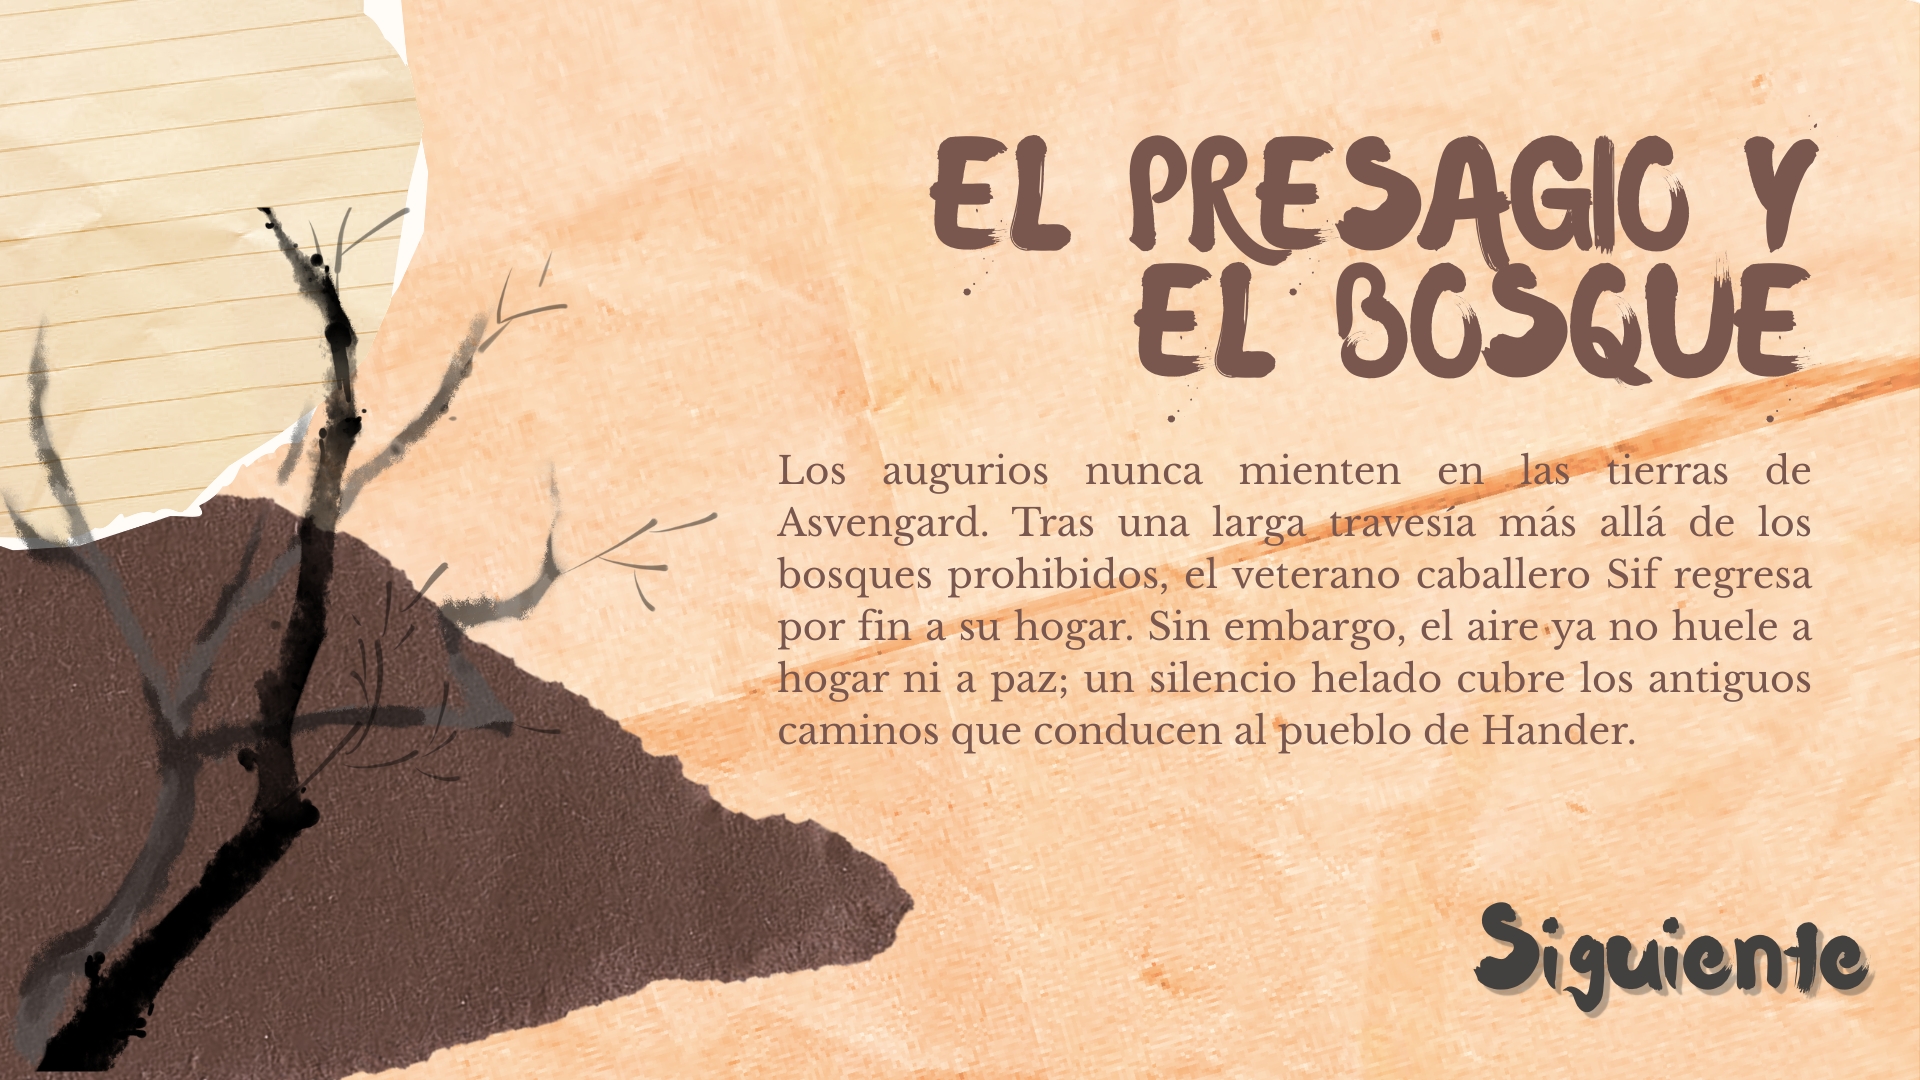 EL PRESAGIO Y
EL BOSQUE
Los augurios nunca mienten en las tierras de
Asvengard. Tras una larga travesía más allá de los
bosques prohibidos, el veterano caballero Sif regresa
por fin a su hogar. Sin embargo, el aire ya no huele a
hogar ni a paz; un silencio helado cubre los antiguos
caminos que conducen al pueblo de Hander.
Siguiente